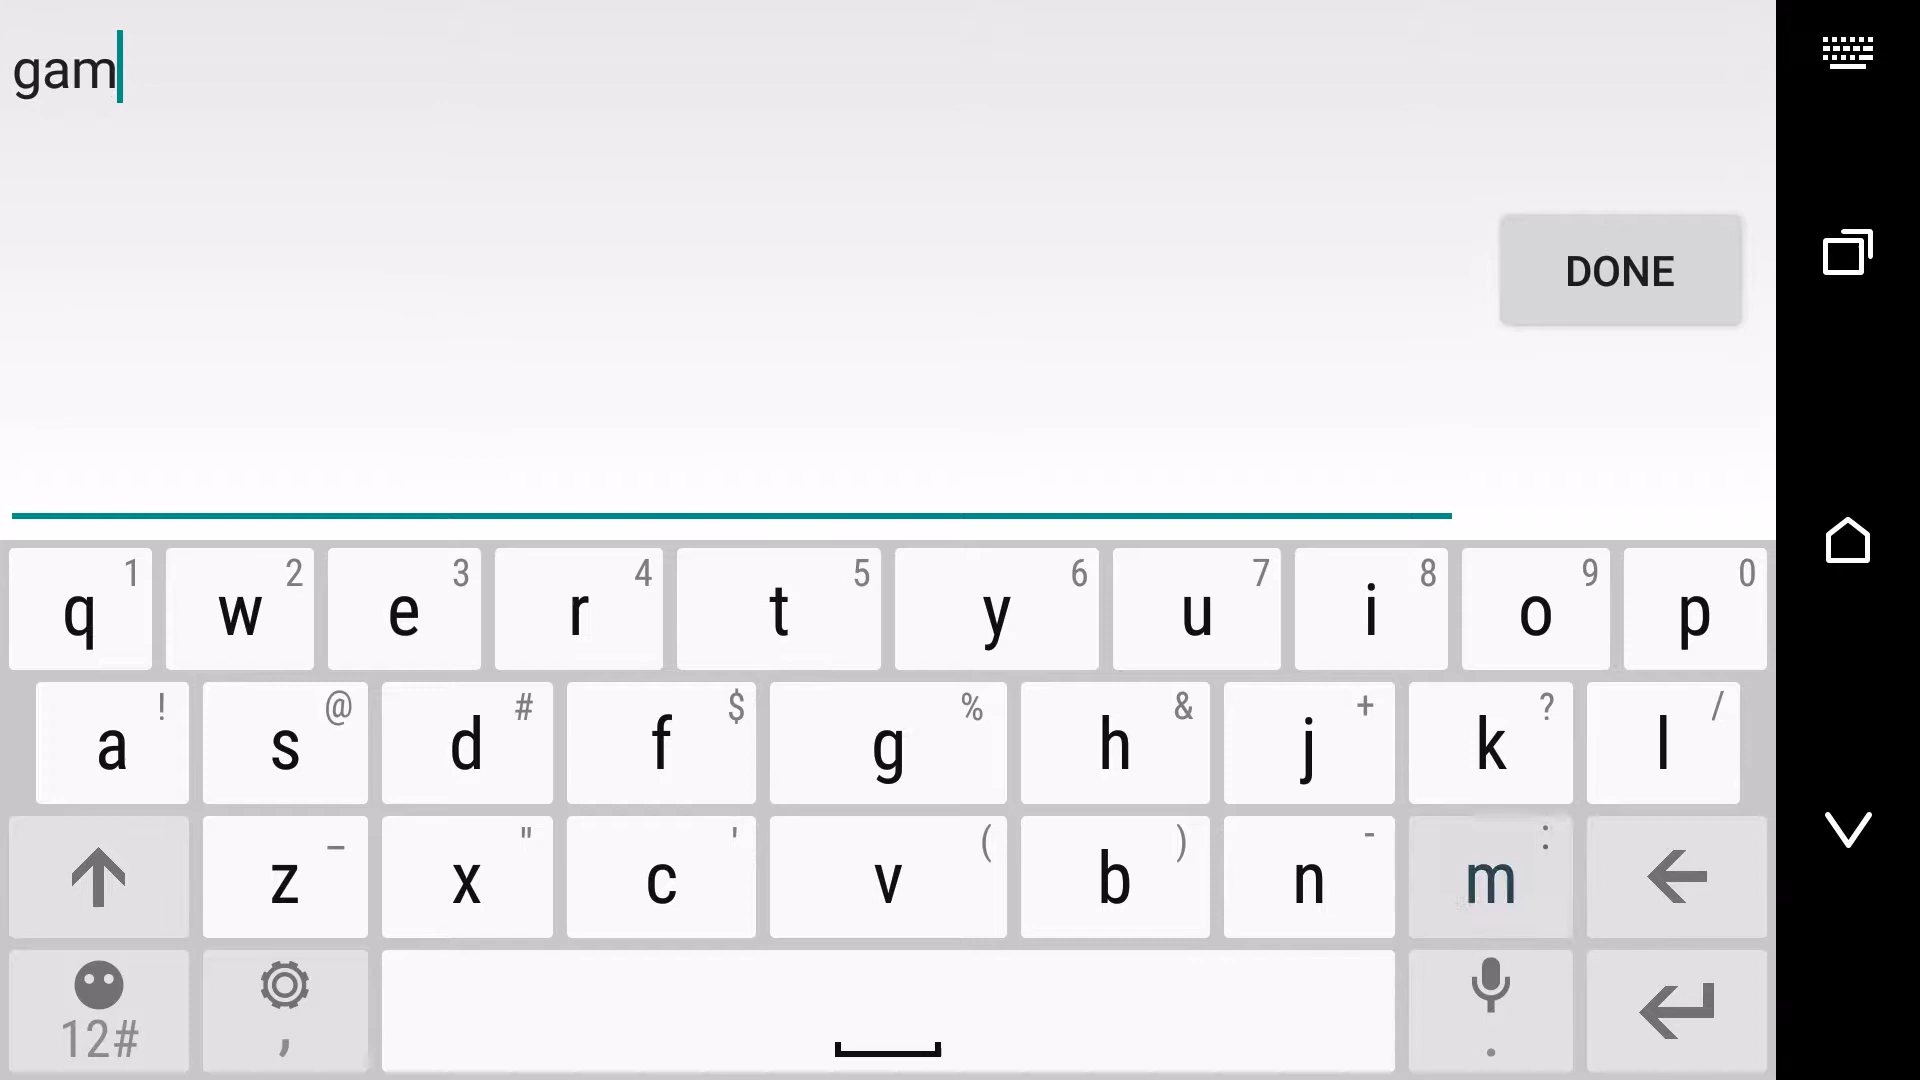 gam
DONE
q 1 w 2 e 3 r 4 t 5 y 6 u 7 i 8 o 9 p 0
a ! s @ d # f $ g % h & j + k ? l /
z _ x " c ' v ( b ) n - m :
12# , .